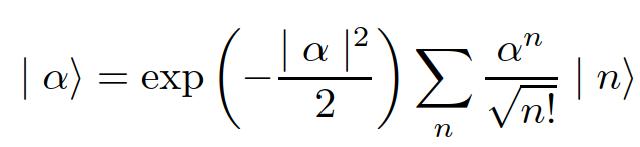 | α⟩ = exp(−| α |²/2) ∑ₙ αⁿ/√n! | n⟩